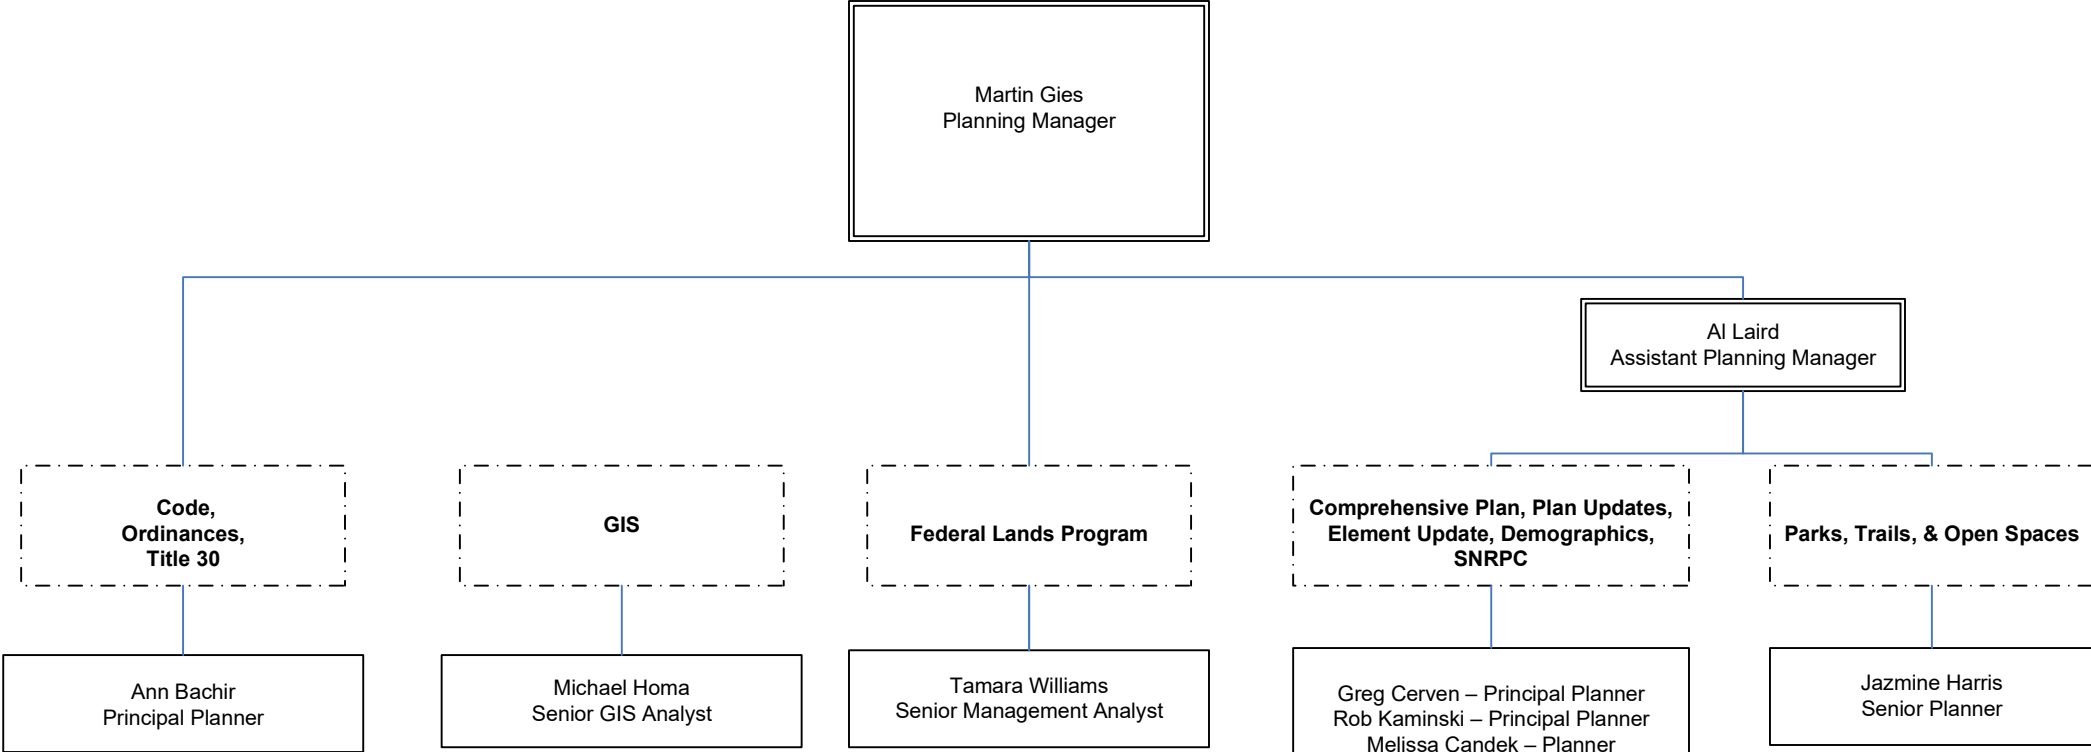 Martin Gies
Planning Manager
Al Laird
Assistant Planning Manager
Code,
Ordinances,
Title 30
GIS
Federal Lands Program
Comprehensive Plan, Plan Updates,
Element Update, Demographics,
SNRPC
Parks, Trails, & Open Spaces
Ann Bachir
Principal Planner
Michael Homa
Senior GIS Analyst
Tamara Williams
Senior Management Analyst
Greg Cerven – Principal Planner
Rob Kaminski – Principal Planner
Melissa Candek – Planner
Jazmine Harris
Senior Planner